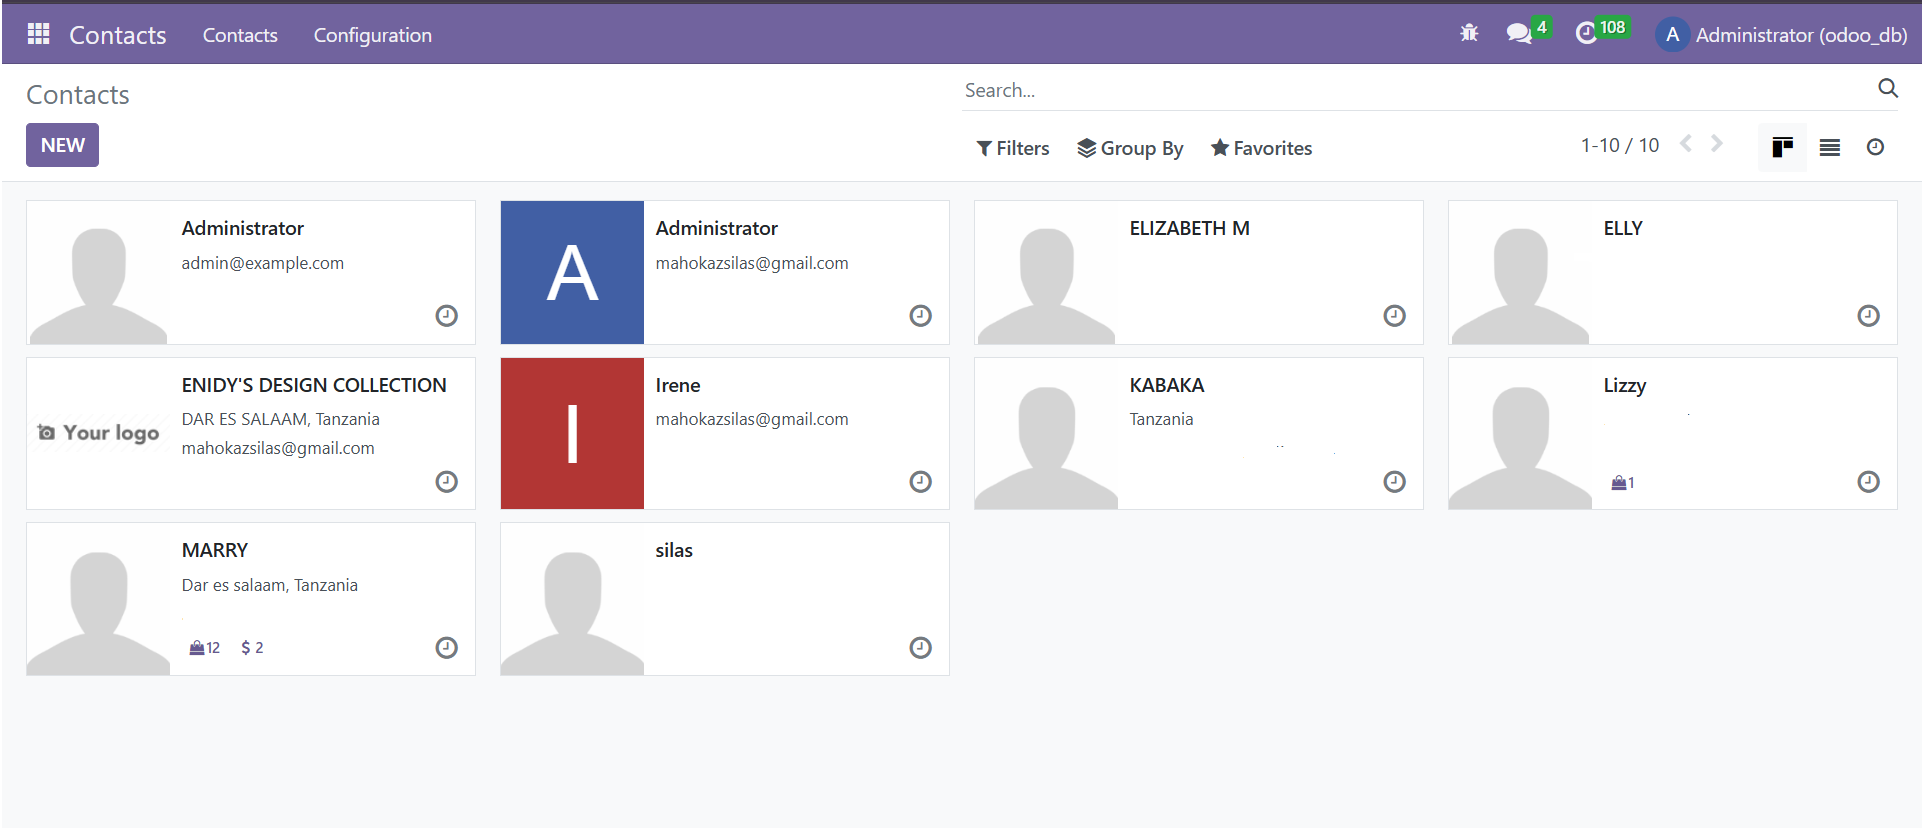 Contacts Contacts Configuration 4 108 A Administrator (odoo_db)
Contacts
Search...
NEW
Filters Group By Favorites 1-10 / 10
Administrator
admin@example.com
A
Administrator
mahokazsilas@gmail.com
ELIZABETH M
ELLY
Your logo
ENIDY'S DESIGN COLLECTION
DAR ES SALAAM, Tanzania
mahokazsilas@gmail.com
I
Irene
mahokazsilas@gmail.com
KABAKA
Tanzania
Lizzy
1
MARRY
Dar es salaam, Tanzania
12 $ 2
silas